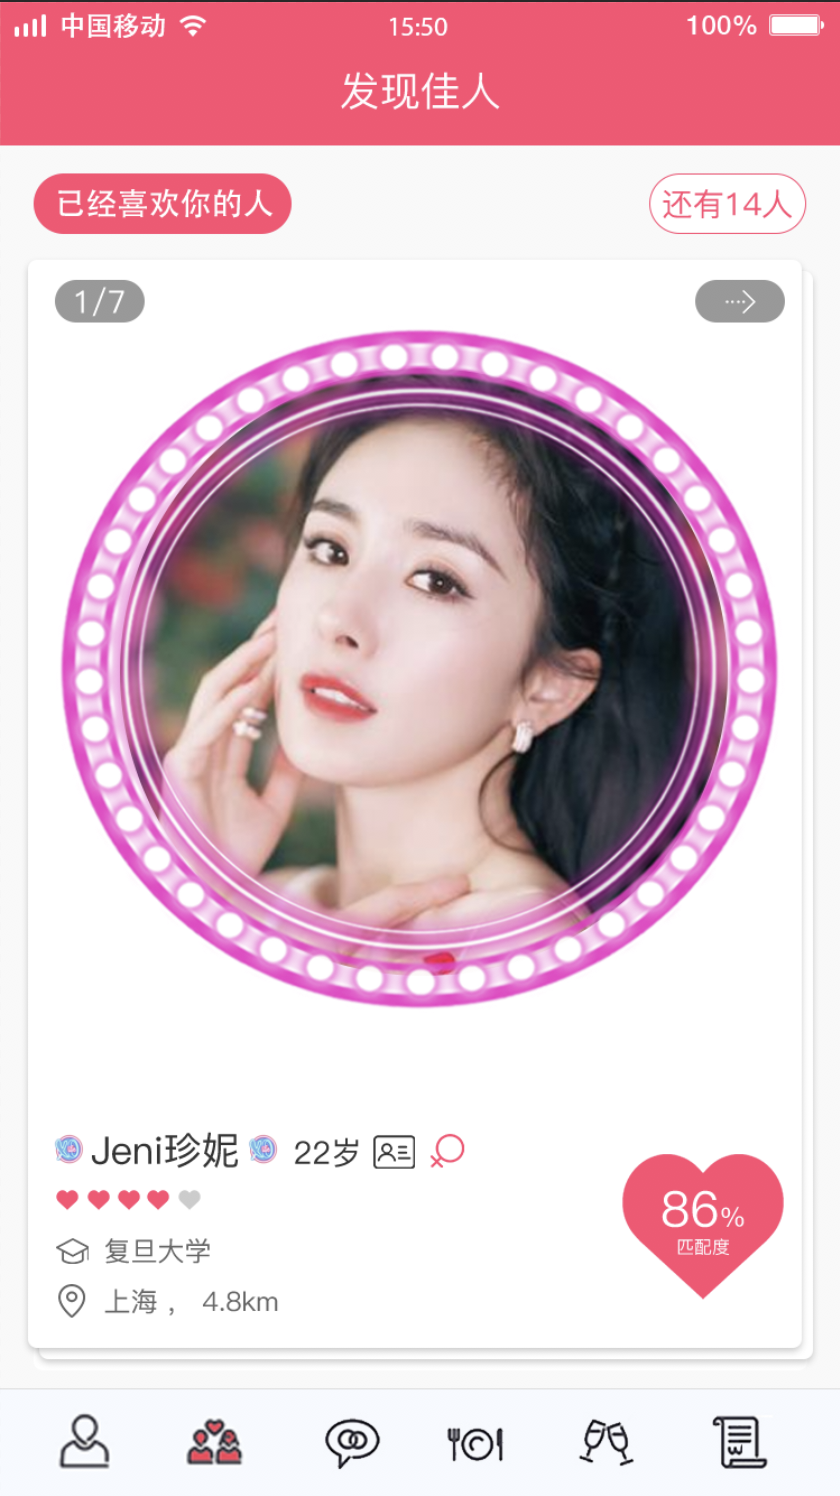 中国移动 15:50 100%
发现佳人
已经喜欢你的人 还有14人
1/7
Jeni珍妮 22岁
86%
匹配度
复旦大学
上海， 4.8km